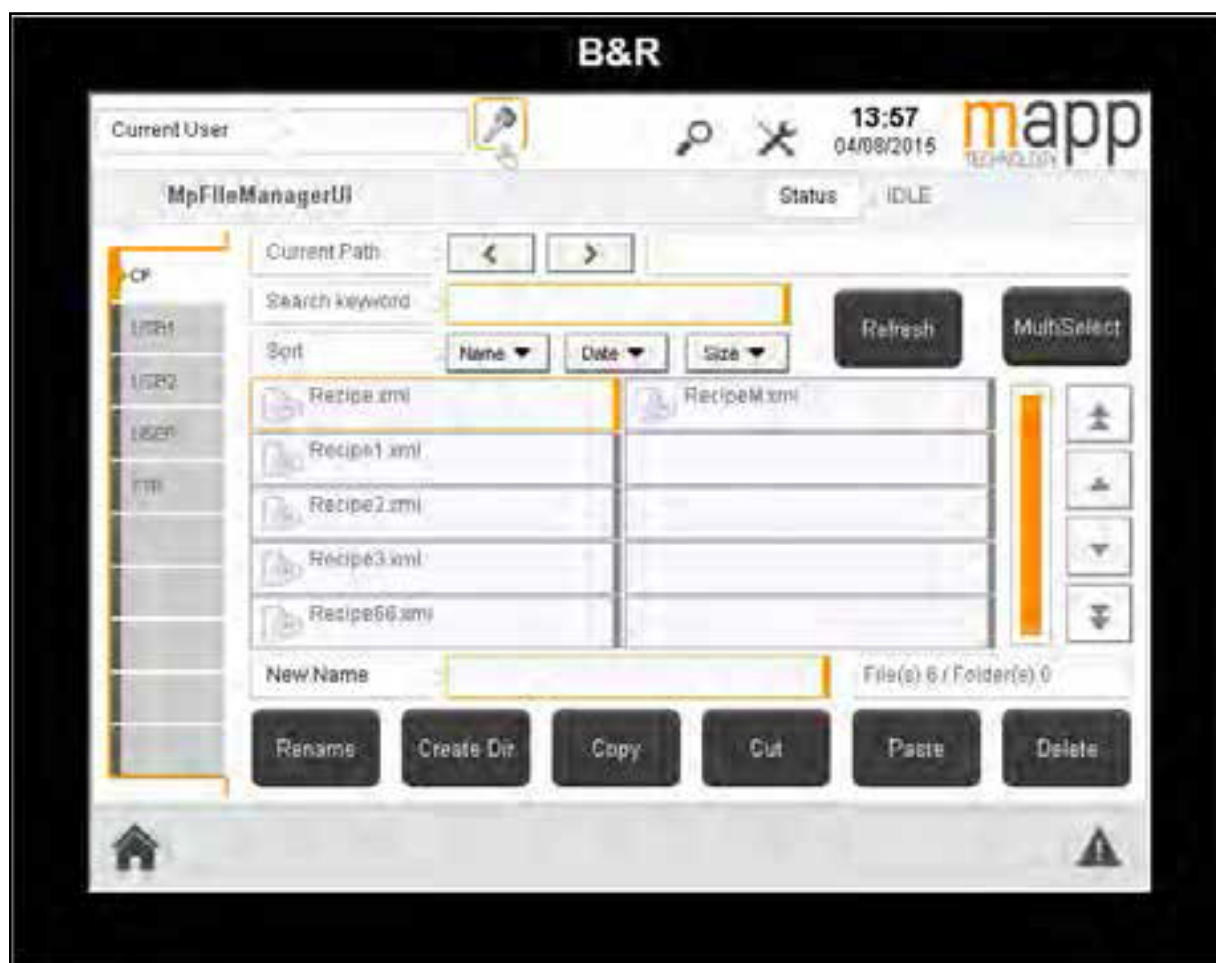 B&R
Current User
13:57
04/08/2015
mapp
TECHNOLOGY
MpFileManagerUI
Status IDLE
Current Path < >
CF
Search keyword
Refresh MultiSelect
USB1
Sort Name Date Size
USB2
Recipe.xml RecipeM.xml
USER
Recipe1.xml
Recipe2.xml
Recipe3.xml
Recipe66.xml
New Name File(s) 6 / Folder(s) 0
Rename Create Dir Copy Cut Paste Delete